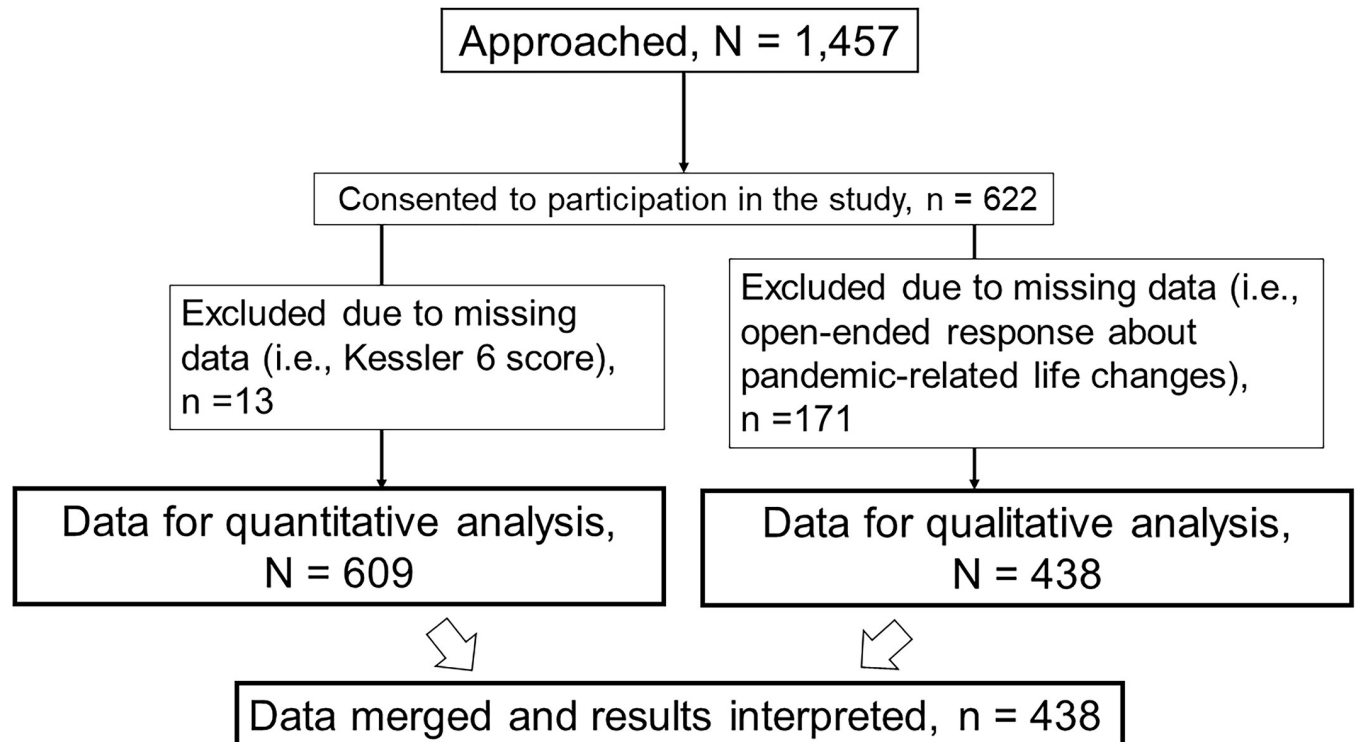 Approached, N = 1,457
Consented to participation in the study, n = 622
Excluded due to missing
data (i.e., Kessler 6 score),
n =13
Excluded due to missing data (i.e.,
open-ended response about
pandemic-related life changes),
n =171
Data for quantitative analysis,
N = 609
Data for qualitative analysis,
N = 438
Data merged and results interpreted, n = 438